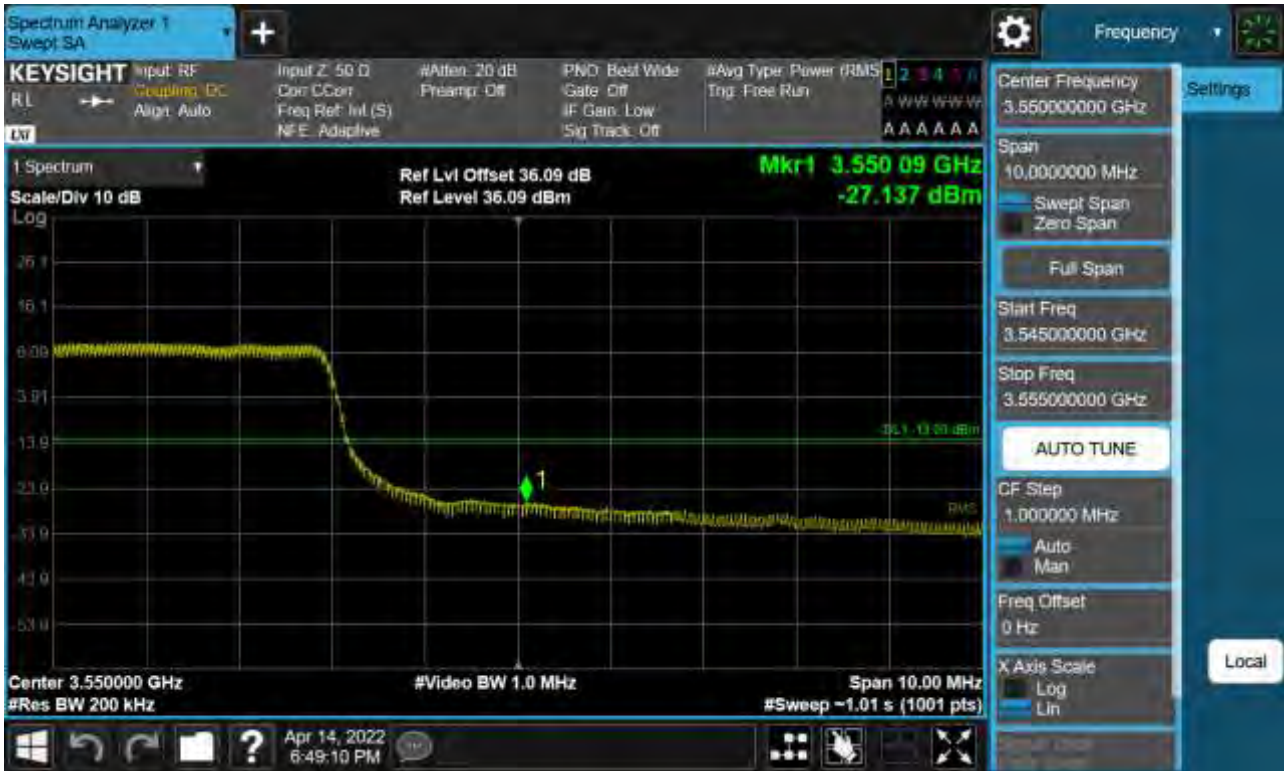 Spectrum Analyzer 1
Swept SA
Frequency
KEYSIGHT
RL
Input: RF
Coupling: DC
Align: Auto
Input Z: 50 Ω
Corr CCorr
Freq Ref: Int (S)
NFE: Adaptive
#Atten: 20 dB
Preamp: Off
PNO: Best Wide
Gate: Off
IF Gain: Low
Sig Track: Off
#Avg Type: Power (RMS
Trig: Free Run
1 2 3 4 5 6
A W W W W W
A A A A A A
LXI
1 Spectrum
Scale/Div 10 dB
Log
Ref Lvl Offset 36.09 dB
Ref Level 36.09 dBm
Mkr1 3.550 09 GHz
-27.137 dBm
26.1
16.1
6.09
-3.91
-13.9
-23.9
-33.9
-43.9
-53.9
DL1 -13.00 dBm
1
RMS
Center 3.550000 GHz
#Res BW 200 kHz
#Video BW 1.0 MHz
Span 10.00 MHz
#Sweep ~1.01 s (1001 pts)
Center Frequency
3.550000000 GHz
Settings
Span
10.0000000 MHz
Swept Span
Zero Span
Full Span
Start Freq
3.545000000 GHz
Stop Freq
3.555000000 GHz
AUTO TUNE
CF Step
1.000000 MHz
Auto
Man
Freq Offset
0 Hz
X Axis Scale
Log
Lin
Local
?
Apr 14, 2022
6:49:10 PM